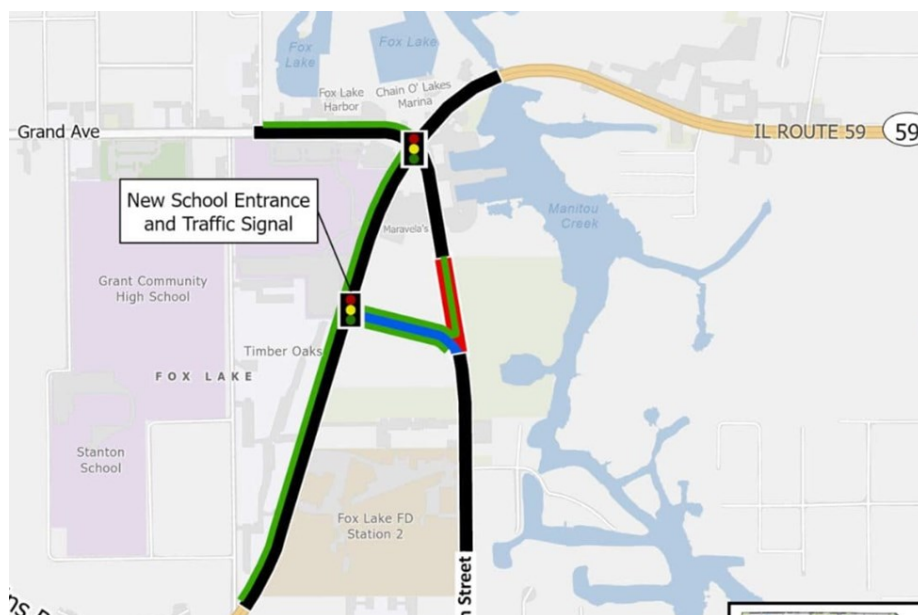 Fox
Lake
Fox Lake
Fox Lake
Harbor
Chain O' Lakes
Marina
Grand Ave
IL ROUTE 59
59
New School Entrance
and Traffic Signal
Maravela's
Manitou
Creek
Grant Community
High School
Timber Oaks
FOX LAKE
Stanton
School
Fox Lake FD
Station 2
Street